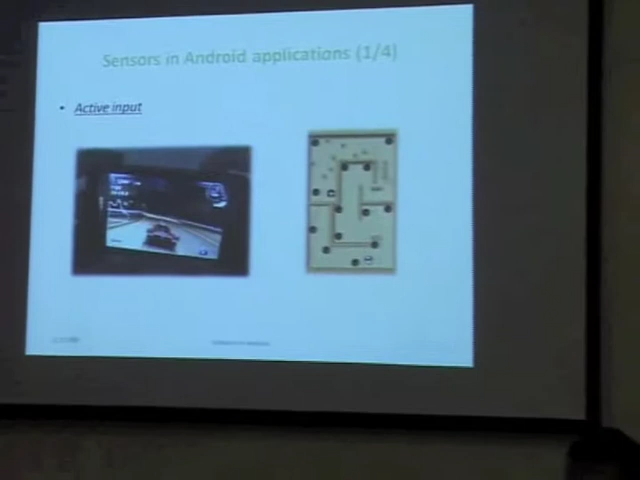 Sensors in Android applications (1/4)
• Active input